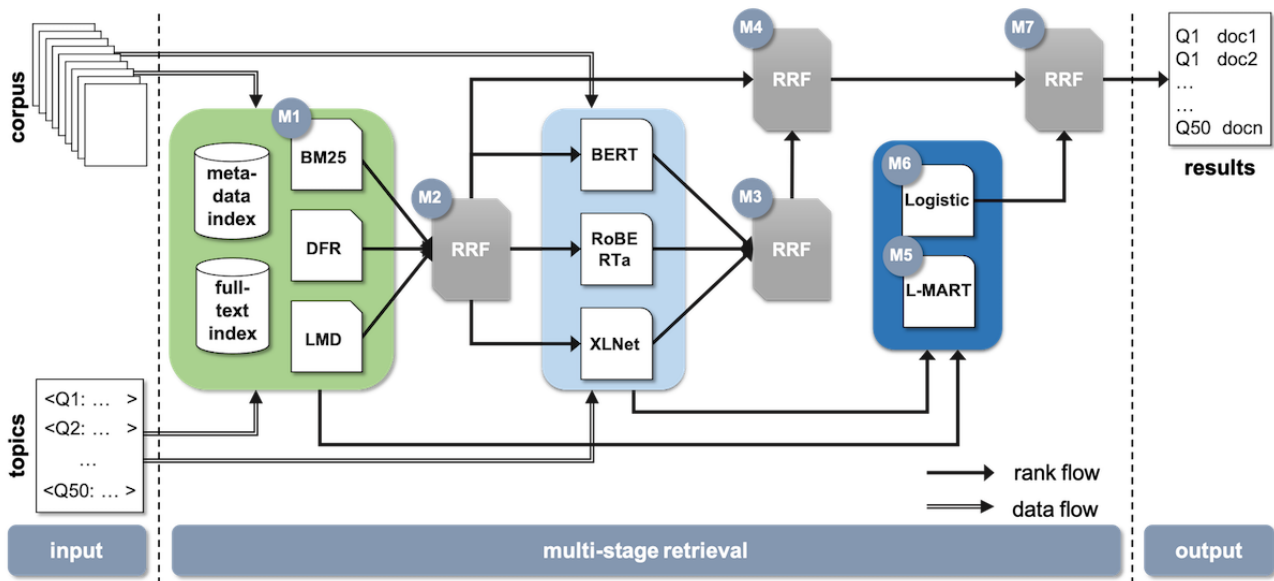 corpus
topics
<Q1: … >
<Q2: … >
…
<Q50: … >
input
meta-
data
index
full-
text
index
M1
BM25
DFR
LMD
M2
RRF
BERT
RoBE
RTa
XLNet
M3
RRF
M4
RRF
M6
Logistic
M5
L-MART
M7
RRF
rank flow
data flow
multi-stage retrieval
Q1 doc1
Q1 doc2
…
…
Q50 docn
results
output